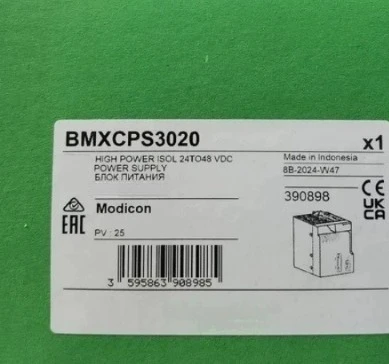 BMXCPS3020
x1
HIGH POWER ISOL 24TO48 VDC
POWER SUPPLY
БЛОК ПИТАНИЯ
Made in Indonesia
8B-2024-W47
390898
CE
UK
CA
EAC
Modicon
PV : 25
3 595863 908985